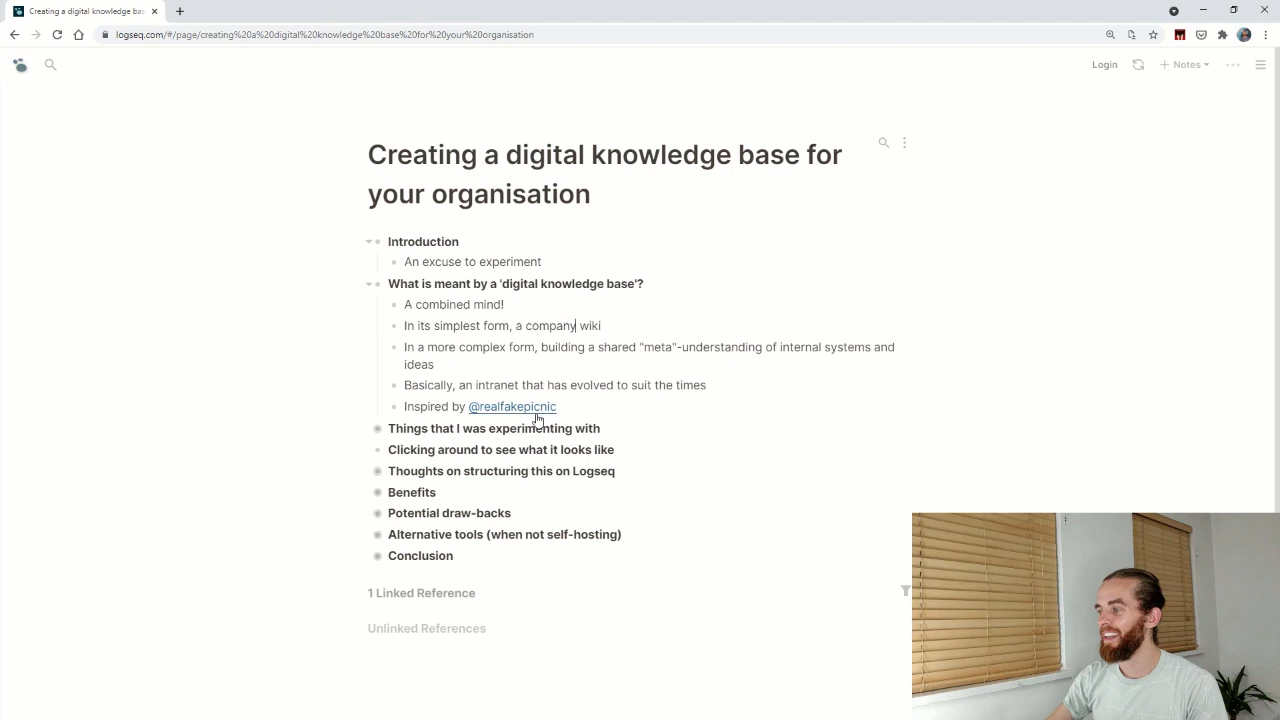 Creating a digital knowledge bas
logseq.com/#/page/creating%20a%20digital%20knowledge%20base%20for%20your%20organisation
Login
Notes
Creating a digital knowledge base for
your organisation
Introduction
An excuse to experiment
What is meant by a 'digital knowledge base'?
A combined mind!
In its simplest form, a company wiki
In a more complex form, building a shared "meta"-understanding of internal systems and
ideas
Basically, an intranet that has evolved to suit the times
Inspired by @realfakepicnic
Things that I was experimenting with
Clicking around to see what it looks like
Thoughts on structuring this on Logseq
Benefits
Potential draw-backs
Alternative tools (when not self-hosting)
Conclusion
1 Linked Reference
Unlinked References